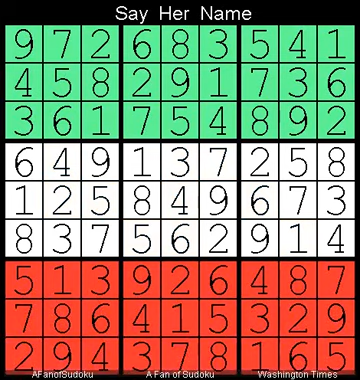 Say Her Name
9 7 2 6 8 3 5 4 1
4 5 8 2 9 1 7 3 6
3 6 1 7 5 4 8 9 2
6 4 9 1 3 7 2 5 8
1 2 5 8 4 9 6 7 3
8 3 7 5 6 2 9 1 4
5 1 3 9 2 6 4 8 7
7 8 6 4 1 5 3 2 9
2 9 4 3 7 8 1 6 5
AFanofSudoku A Fan of Sudoku Washington Times